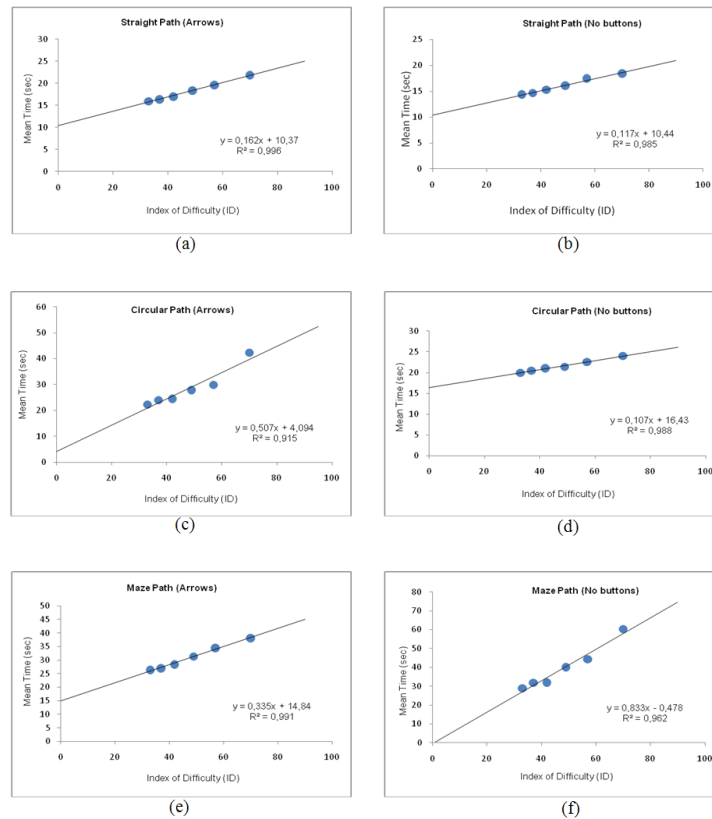 Straight Path (Arrows)
30
25
20
15
10
5
0
Mean Time (sec)
y = 0,162x + 10,37
R² = 0,996
0 20 40 60 80 100
Index of Difficulty (ID)
(a)
Straight Path (No buttons)
25
20
15
10
5
0
Mean Time (sec)
y = 0,117x + 10,44
R² = 0,985
0 20 40 60 80 100
Index of Difficulty (ID)
(b)
Circular Path (Arrows)
60
50
40
30
20
10
0
Mean Time (sec)
y = 0,507x + 4,094
R² = 0,915
0 20 40 60 80 100
Index of Difficulty (ID)
(c)
Circular Path (No buttons)
30
25
20
15
10
5
0
Mean Time (sec)
y = 0,107x + 16,43
R² = 0,988
0 20 40 60 80 100
Index of Difficulty (ID)
(d)
Maze Path (Arrows)
50
45
40
35
30
25
20
15
10
5
0
Mean Time (sec)
y = 0,335x + 14,84
R² = 0,991
0 20 40 60 80 100
Index of Difficulty (ID)
(e)
Maze Path (No buttons)
80
70
60
50
40
30
20
10
0
Mean Time (sec)
y = 0,833x - 0,478
R² = 0,962
0 20 40 60 80 100
Index of Difficulty (ID)
(f)